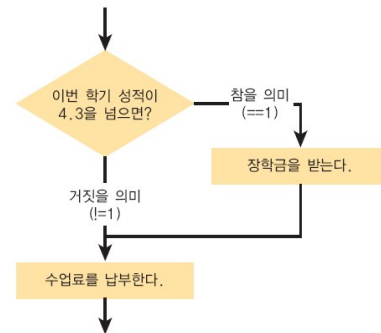 이번 학기 성적이
4.3을 넘으면?
참을 의미
(==1)
장학금을 받는다.
거짓을 의미
(!=1)
수업료를 납부한다.